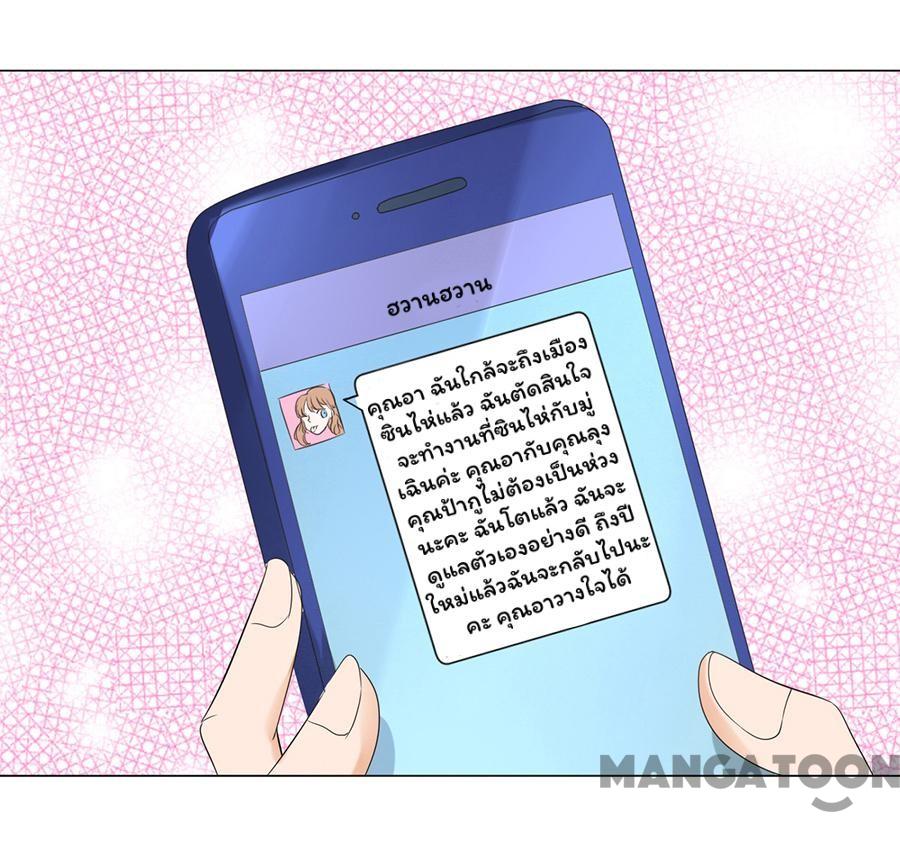 ฮวานฮวาน
คุณอา ฉันใกล้จะถึงเมือง
ซินไห่แล้ว ฉันตัดสินใจ
จะทำงานที่ซินไห่กับมู่
เฉินค่ะ คุณอากับคุณลุง
คุณป้ากูไม่ต้องเป็นห่วง
นะคะ ฉันโตแล้ว ฉันจะ
ดูแลตัวเองอย่างดี ถึงปี
ใหม่แล้วฉันจะกลับไปนะ
คะ คุณอาวางใจได้
MANGATOON